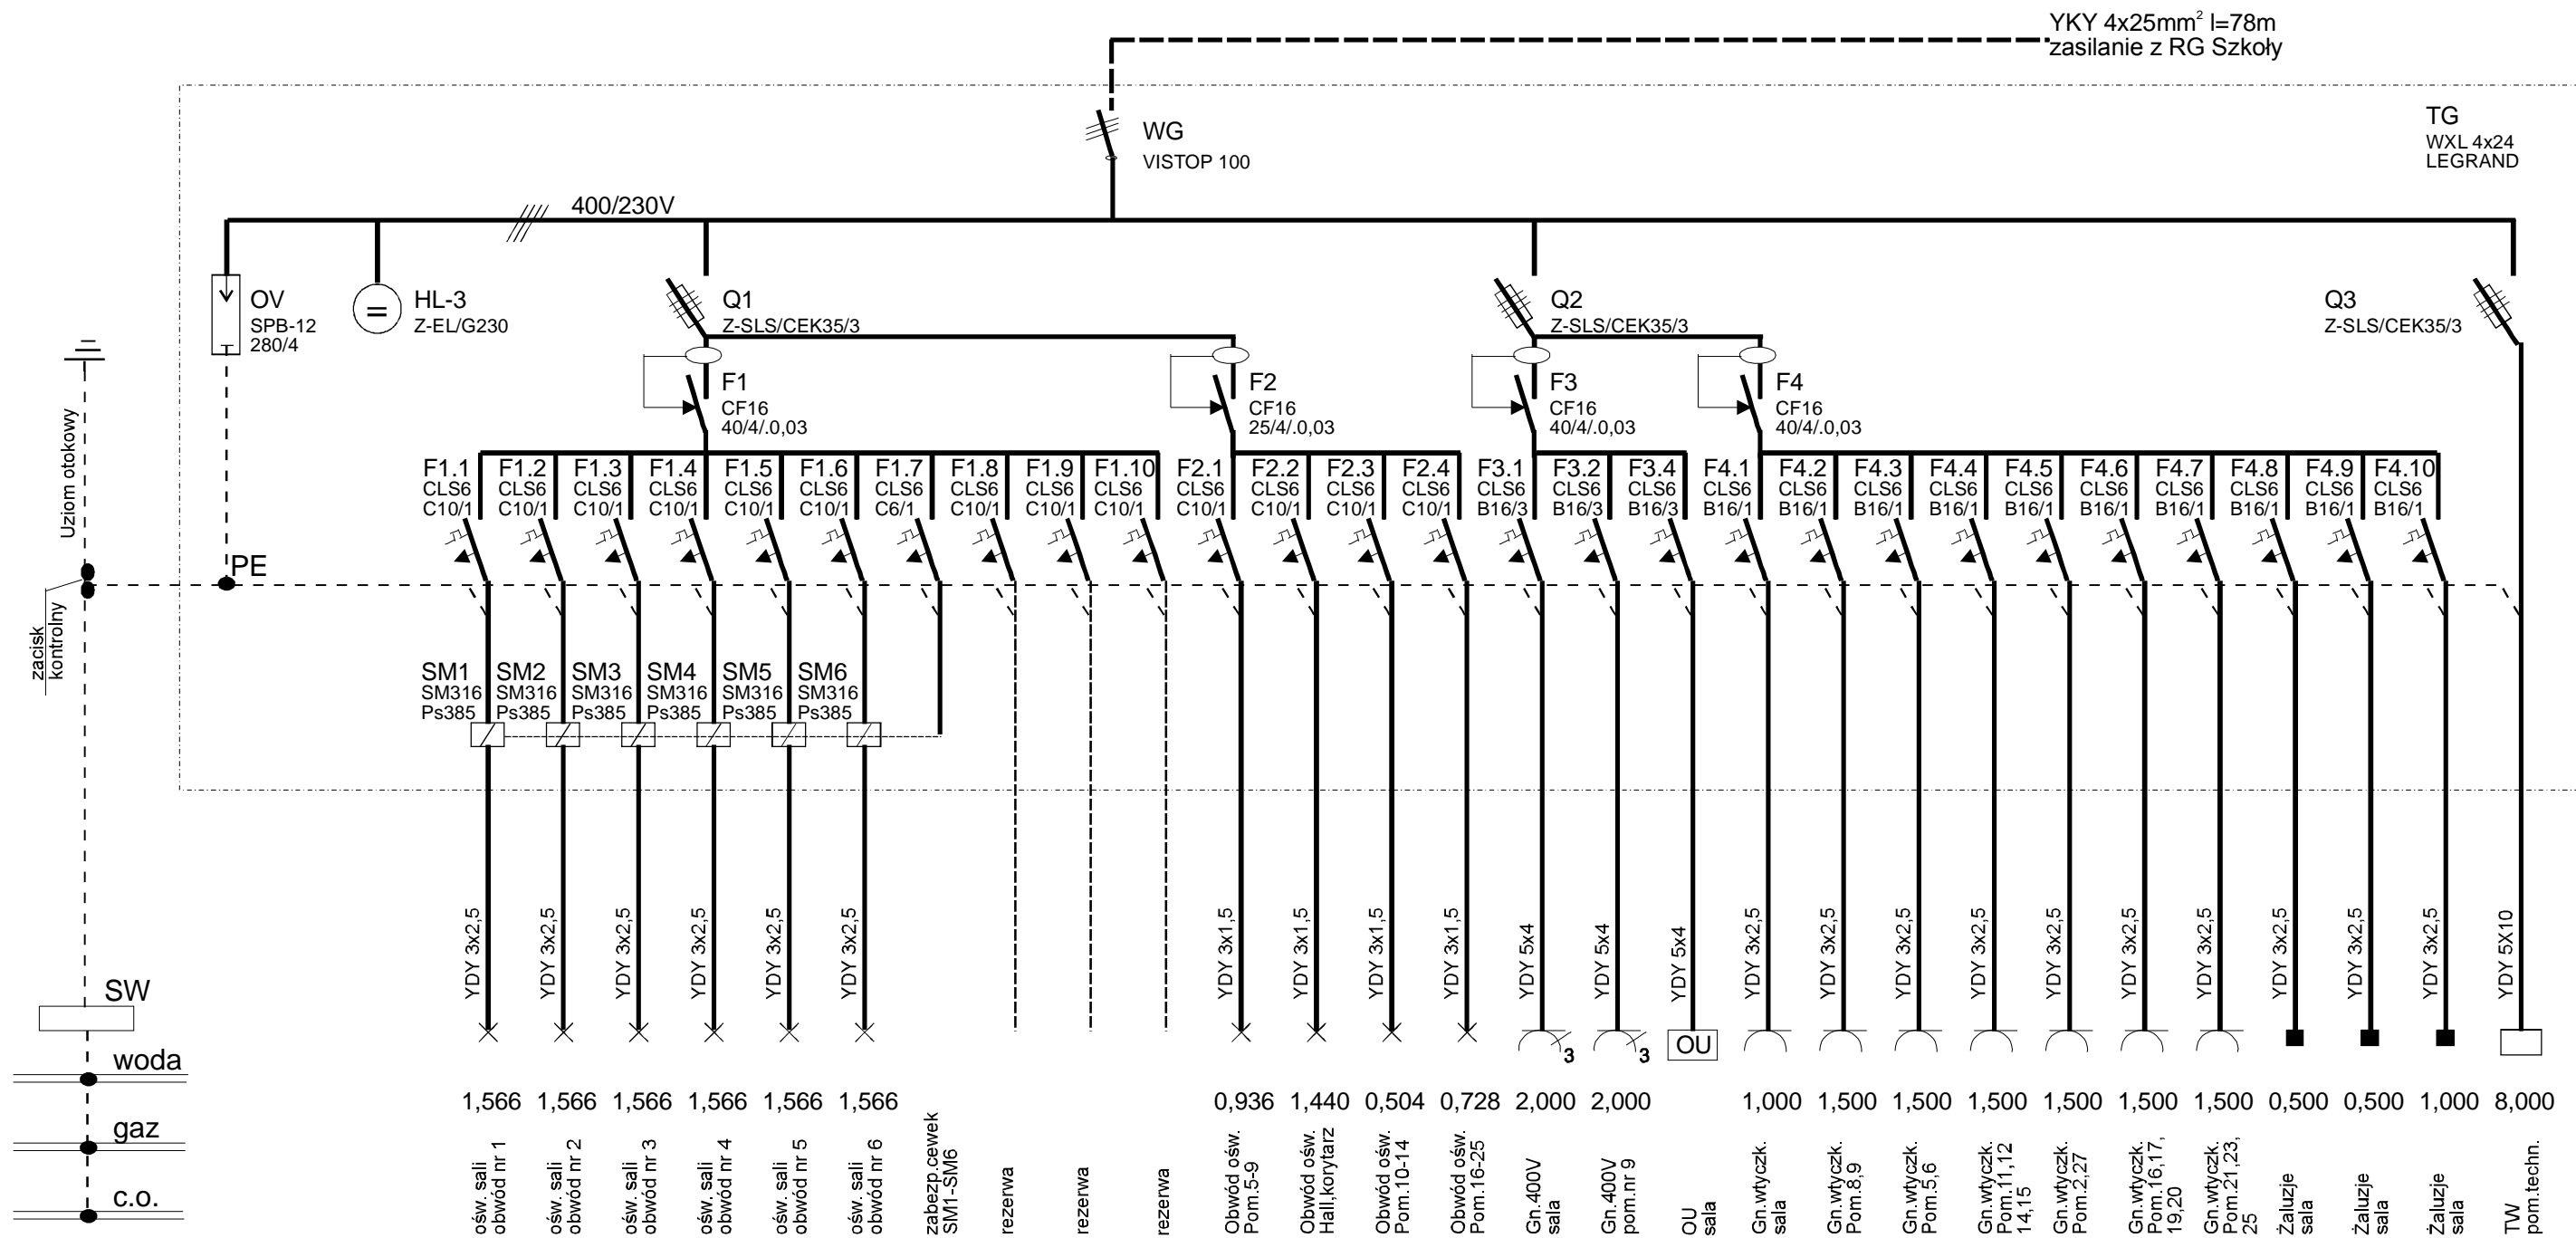 YKY 4x25mm² l=78m
zasilanie z RG Szkoły
WG
VISTOP 100
TG
WXL 4x24
LEGRAND
400/230V
OV
SPB-12
280/4
HL-3
Z-EL/G230
Q1
Z-SLS/CEK35/3
Q2
Z-SLS/CEK35/3
Q3
Z-SLS/CEK35/3
F1
CF16
40/4/.0,03
F2
CF16
25/4/.0,03
F3
CF16
40/4/.0,03
F4
CF16
40/4/.0,03
F1.1
CLS6
C10/1
F1.2
CLS6
C10/1
F1.3
CLS6
C10/1
F1.4
CLS6
C10/1
F1.5
CLS6
C10/1
F1.6
CLS6
C10/1
F1.7
CLS6
C6/1
F1.8
CLS6
C10/1
F1.9
CLS6
C10/1
F1.10
CLS6
C10/1
F2.1
CLS6
C10/1
F2.2
CLS6
C10/1
F2.3
CLS6
C10/1
F2.4
CLS6
C10/1
F3.1
CLS6
B16/3
F3.2
CLS6
B16/3
F3.4
CLS6
B16/3
F4.1
CLS6
B16/1
F4.2
CLS6
B16/1
F4.3
CLS6
B16/1
F4.4
CLS6
B16/1
F4.5
CLS6
B16/1
F4.6
CLS6
B16/1
F4.7
CLS6
B16/1
F4.8
CLS6
B16/1
F4.9
CLS6
B16/1
F4.10
CLS6
B16/1
Uziom otokowy
PE
zacisk
kontrolny
SM1
SM316
Ps385
SM2
SM316
Ps385
SM3
SM316
Ps385
SM4
SM316
Ps385
SM5
SM316
Ps385
SM6
SM316
Ps385
YDY 3x2,5
YDY 3x2,5
YDY 3x2,5
YDY 3x2,5
YDY 3x2,5
YDY 3x2,5
YDY 3x1,5
YDY 3x1,5
YDY 3x1,5
YDY 3x1,5
YDY 5x4
YDY 5x4
YDY 5x4
YDY 3x2,5
YDY 3x2,5
YDY 3x2,5
YDY 3x2,5
YDY 3x2,5
YDY 3x2,5
YDY 3x2,5
YDY 3x2,5
YDY 3x2,5
YDY 3x2,5
YDY 5X10
SW
woda
gaz
c.o.
3
3
OU
1,566
1,566
1,566
1,566
1,566
1,566
0,936
1,440
0,504
0,728
2,000
2,000
1,000
1,500
1,500
1,500
1,500
1,500
1,500
0,500
0,500
1,000
8,000
ośw. sali
obwód nr 1
ośw. sali
obwód nr 2
ośw. sali
obwód nr 3
ośw. sali
obwód nr 4
ośw. sali
obwód nr 5
ośw. sali
obwód nr 6
zabezp.cewek
SM1-SM6
rezerwa
rezerwa
rezerwa
Obwód ośw.
Pom.5-9
Obwód ośw.
Hall,korytarz
Obwód ośw.
Pom.10-14
Obwód ośw.
Pom.16-25
Gn.400V
sala
Gn.400V
pom.nr 9
OU
sala
Gn.wtyczk.
sala
Gn.wtyczk.
Pom.8,9
Gn.wtyczk.
Pom.5,6
Gn.wtyczk.
Pom.11,12
14,15
Gn.wtyczk.
Pom.2,27
Gn.wtyczk.
Pom.16,17,
19,20
Gn.wtyczk.
Pom.21,23,
25
Żaluzje
sala
Żaluzje
sala
Żaluzje
sala
TW
pom.techn.